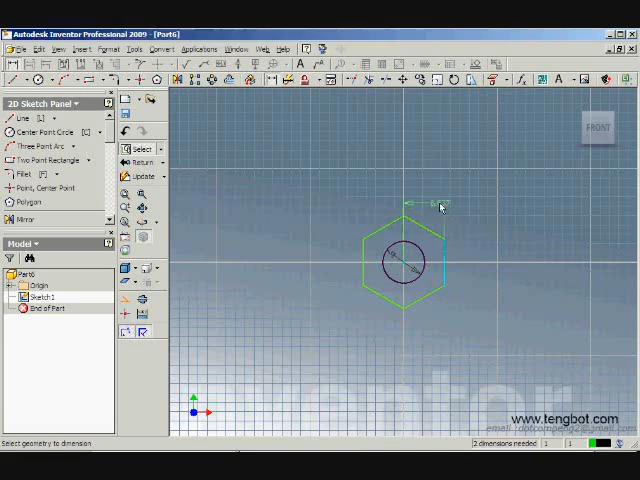 Autodesk Inventor Professional 2009 - [Part6]
File Edit View Insert Format Tools Convert Applications Window Web Help
2D Sketch Panel
Line [L]
Center Point Circle [C]
Three Point Arc
Two Point Rectangle
Fillet [F]
Point, Center Point
Polygon
Mirror
Select
Return
Update
FRONT
Model
Part6
Origin
Sketch1
End of Part
www.tengbot.com
Select geometry to dimension
2 dimensions needed 1 1